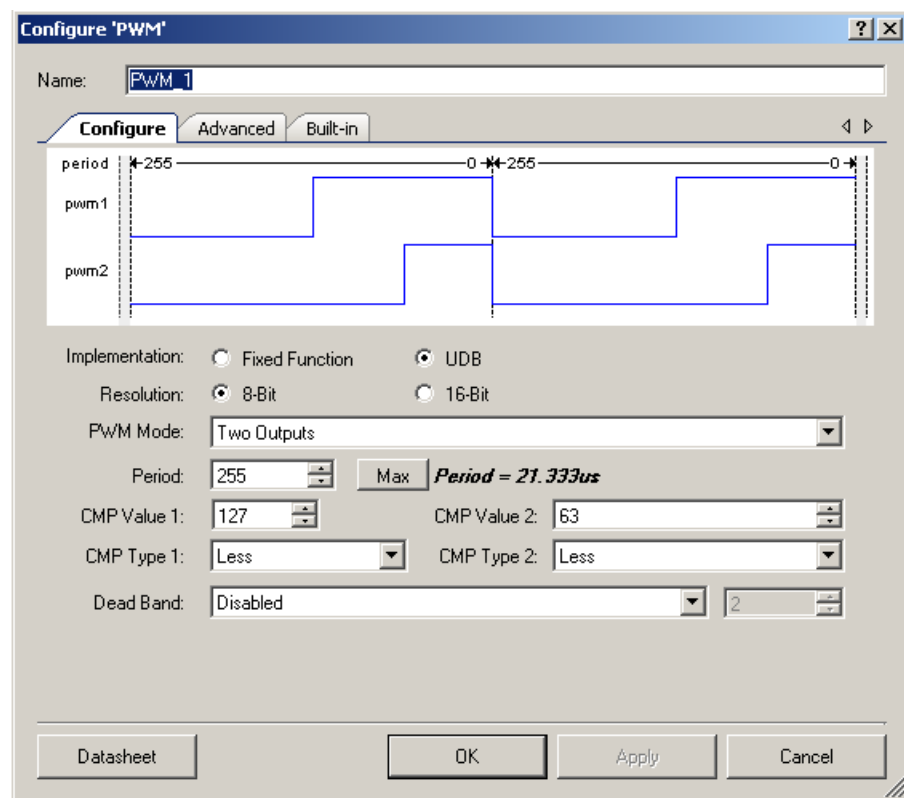 Configure 'PWM'
Name: PWM_1
Configure Advanced Built-in
period 255 0 255 0
pwm1
pwm2
Implementation: Fixed Function UDB
Resolution: 8-Bit 16-Bit
PWM Mode: Two Outputs
Period: 255 Max Period = 21.333us
CMP Value 1: 127 CMP Value 2: 63
CMP Type 1: Less CMP Type 2: Less
Dead Band: Disabled 2
Datasheet OK Apply Cancel